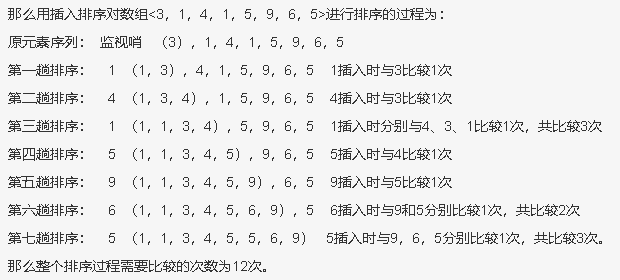 那么用插入排序对数组<3, 1, 4, 1, 5, 9, 6, 5>进行排序的过程为:
原元素序列: 监视哨 (3), 1, 4, 1, 5, 9, 6, 5
第一趟排序: 1 (1, 3), 4, 1, 5, 9, 6, 5 1插入时与3比较1次
第二趟排序: 4 (1, 3, 4), 1, 5, 9, 6, 5 4插入时与3比较1次
第三趟排序: 1 (1, 1, 3, 4), 5, 9, 6, 5 1插入时分别与4、3、1比较1次, 共比较3次
第四趟排序: 5 (1, 1, 3, 4, 5), 9, 6, 5 5插入时与4比较1次
第五趟排序: 9 (1, 1, 3, 4, 5, 9), 6, 5 9插入时与5比较1次
第六趟排序: 6 (1, 1, 3, 4, 5, 6, 9), 5 6插入时与9和5分别比较1次, 共比较2次
第七趟排序: 5 (1, 1, 3, 4, 5, 5, 6, 9) 5插入时与9, 6, 5分别比较1次, 共比较3次。
那么整个排序过程需要比较的次数为12次。